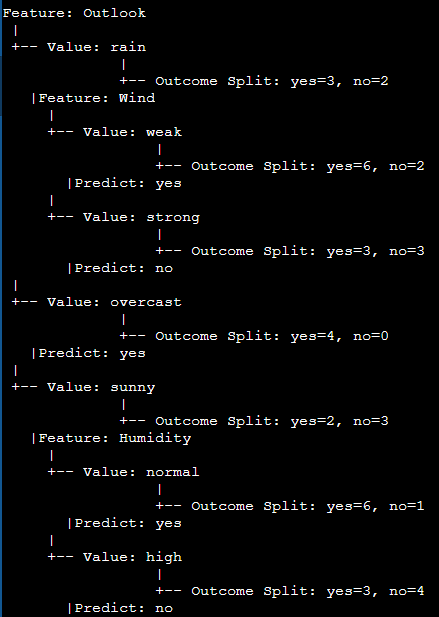 Feature: Outlook
|
+-- Value: rain
|
+-- Outcome Split: yes=3, no=2
|Feature: Wind
|
+-- Value: weak
|
+-- Outcome Split: yes=6, no=2
|Predict: yes
|
+-- Value: strong
|
+-- Outcome Split: yes=3, no=3
|Predict: no
|
+-- Value: overcast
|
+-- Outcome Split: yes=4, no=0
|Predict: yes
|
+-- Value: sunny
|
+-- Outcome Split: yes=2, no=3
|Feature: Humidity
|
+-- Value: normal
|
+-- Outcome Split: yes=6, no=1
|Predict: yes
|
+-- Value: high
|
+-- Outcome Split: yes=3, no=4
|Predict: no